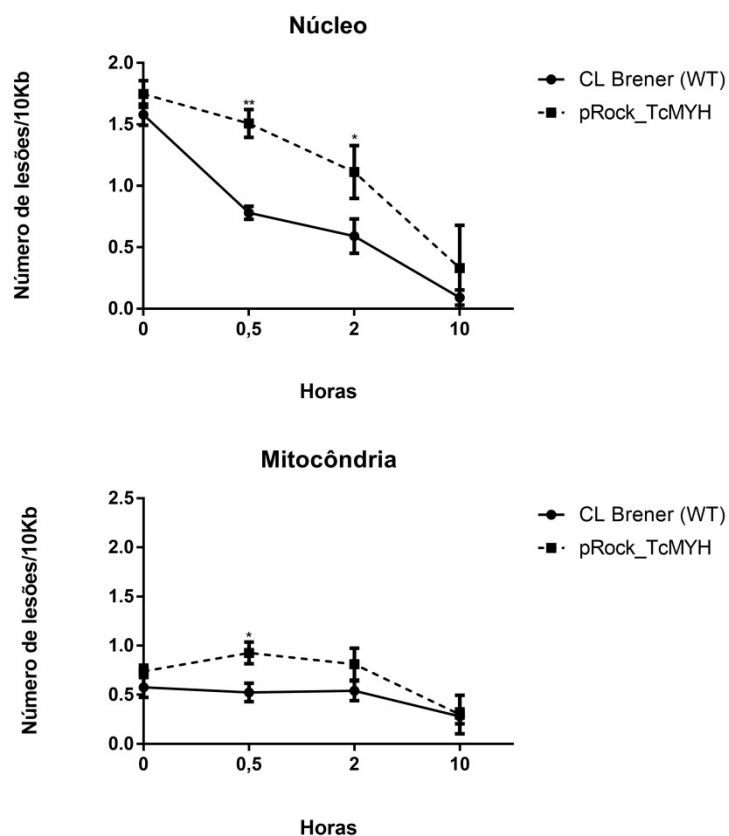 Núcleo
Número de lesões/10Kb
2.0
1.5
1.0
0.5
0.0
**
*
0
0,5
2
10
Horas
CL Brener (WT)
pRock_TcMYH
Mitocôndria
Número de lesões/10Kb
2.5
2.0
1.5
1.0
0.5
0.0
*
0
0,5
2
10
Horas
CL Brener (WT)
pRock_TcMYH